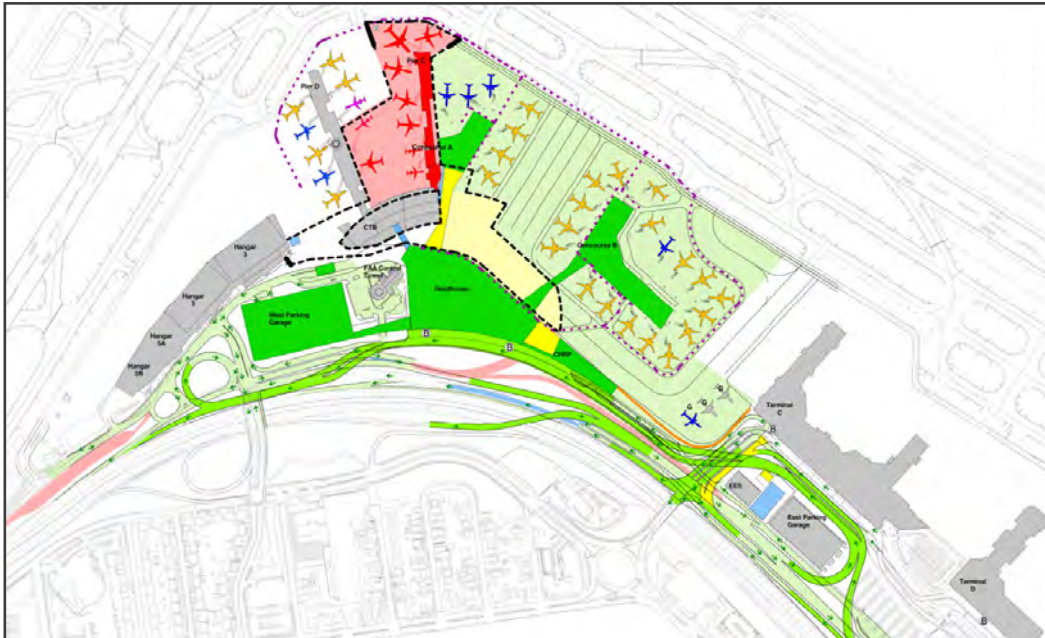 Pier D
Pier C
Concourse A
CTB
Hangar
3
Hangar
5
Hangar
5A
Hangar
5B
FAA Control
Tower
Headhouse
West Parking
Garage
Concourse B
CHRP
B
B
G
G
G
Terminal
C
B
EES
East Parking
Garage
Terminal
D
B